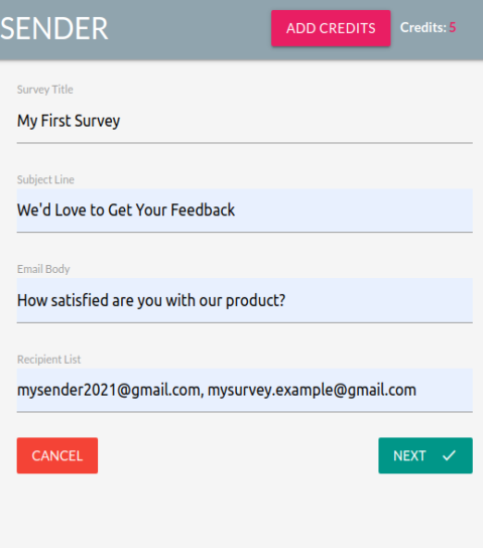 SENDER
ADD CREDITS
Credits: 5
Survey Title
My First Survey
Subject Line
We'd Love to Get Your Feedback
Email Body
How satisfied are you with our product?
Recipient List
mysender2021@gmail.com, mysurvey.example@gmail.com
CANCEL
NEXT